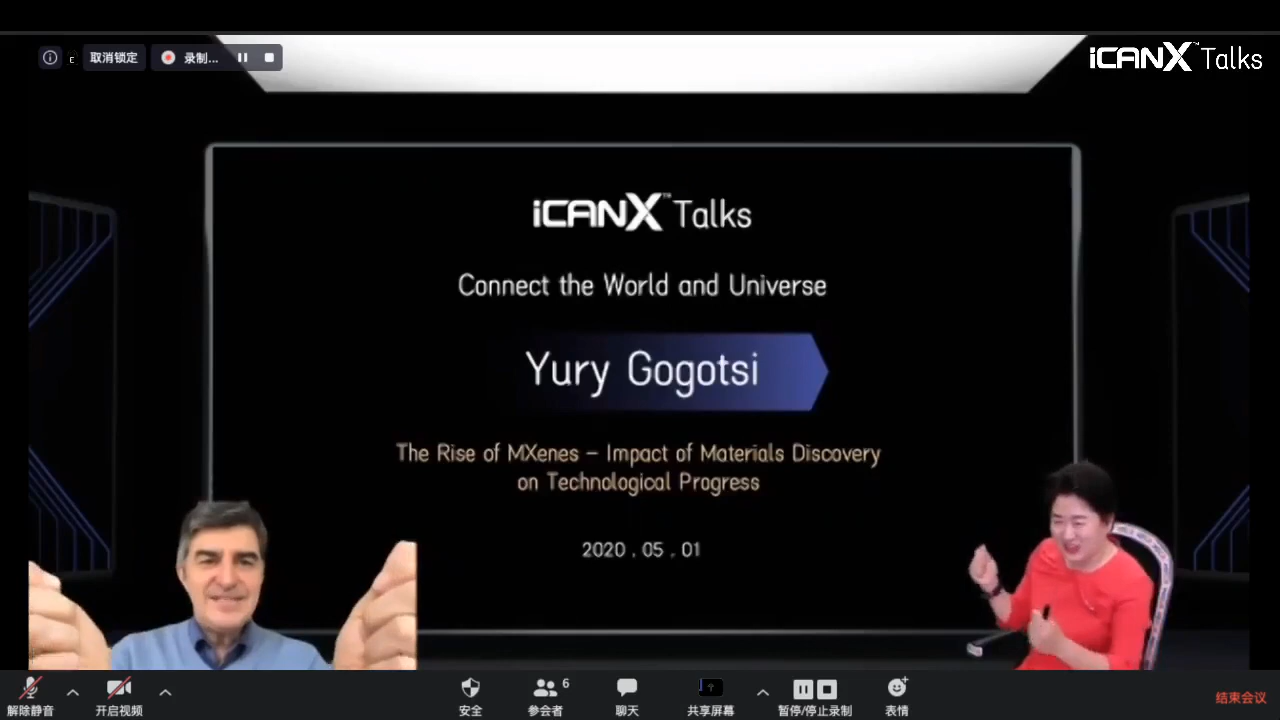 取消锁定
录制...
iCANX™ Talks
iCANX™ Talks
Connect the World and Universe
Yury Gogotsi
The Rise of MXenes – Impact of Materials Discovery
on Technological Progress
2020 . 05 . 01
解除静音
开启视频
安全
6
参会者
聊天
共享屏幕
暂停/停止录制
表情
结束会议